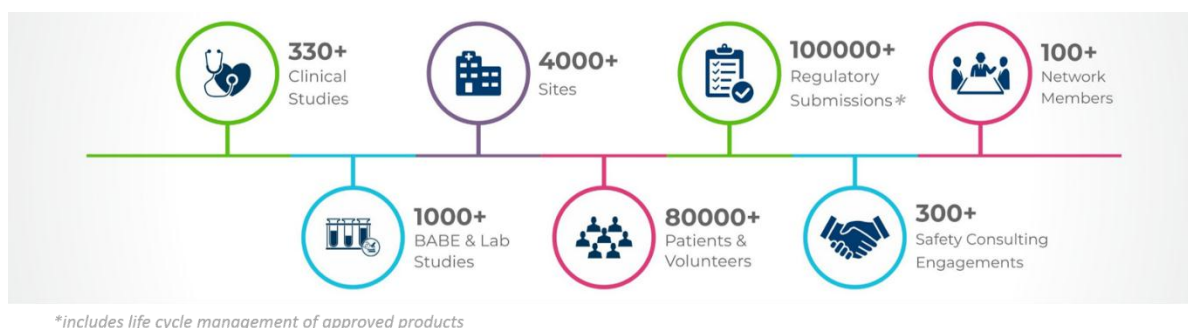 330+
Clinical
Studies
4000+
Sites
100000+
Regulatory
Submissions*
100+
Network
Members
1000+
BABE & Lab
Studies
80000+
Patients &
Volunteers
300+
Safety Consulting
Engagements
*includes life cycle management of approved products